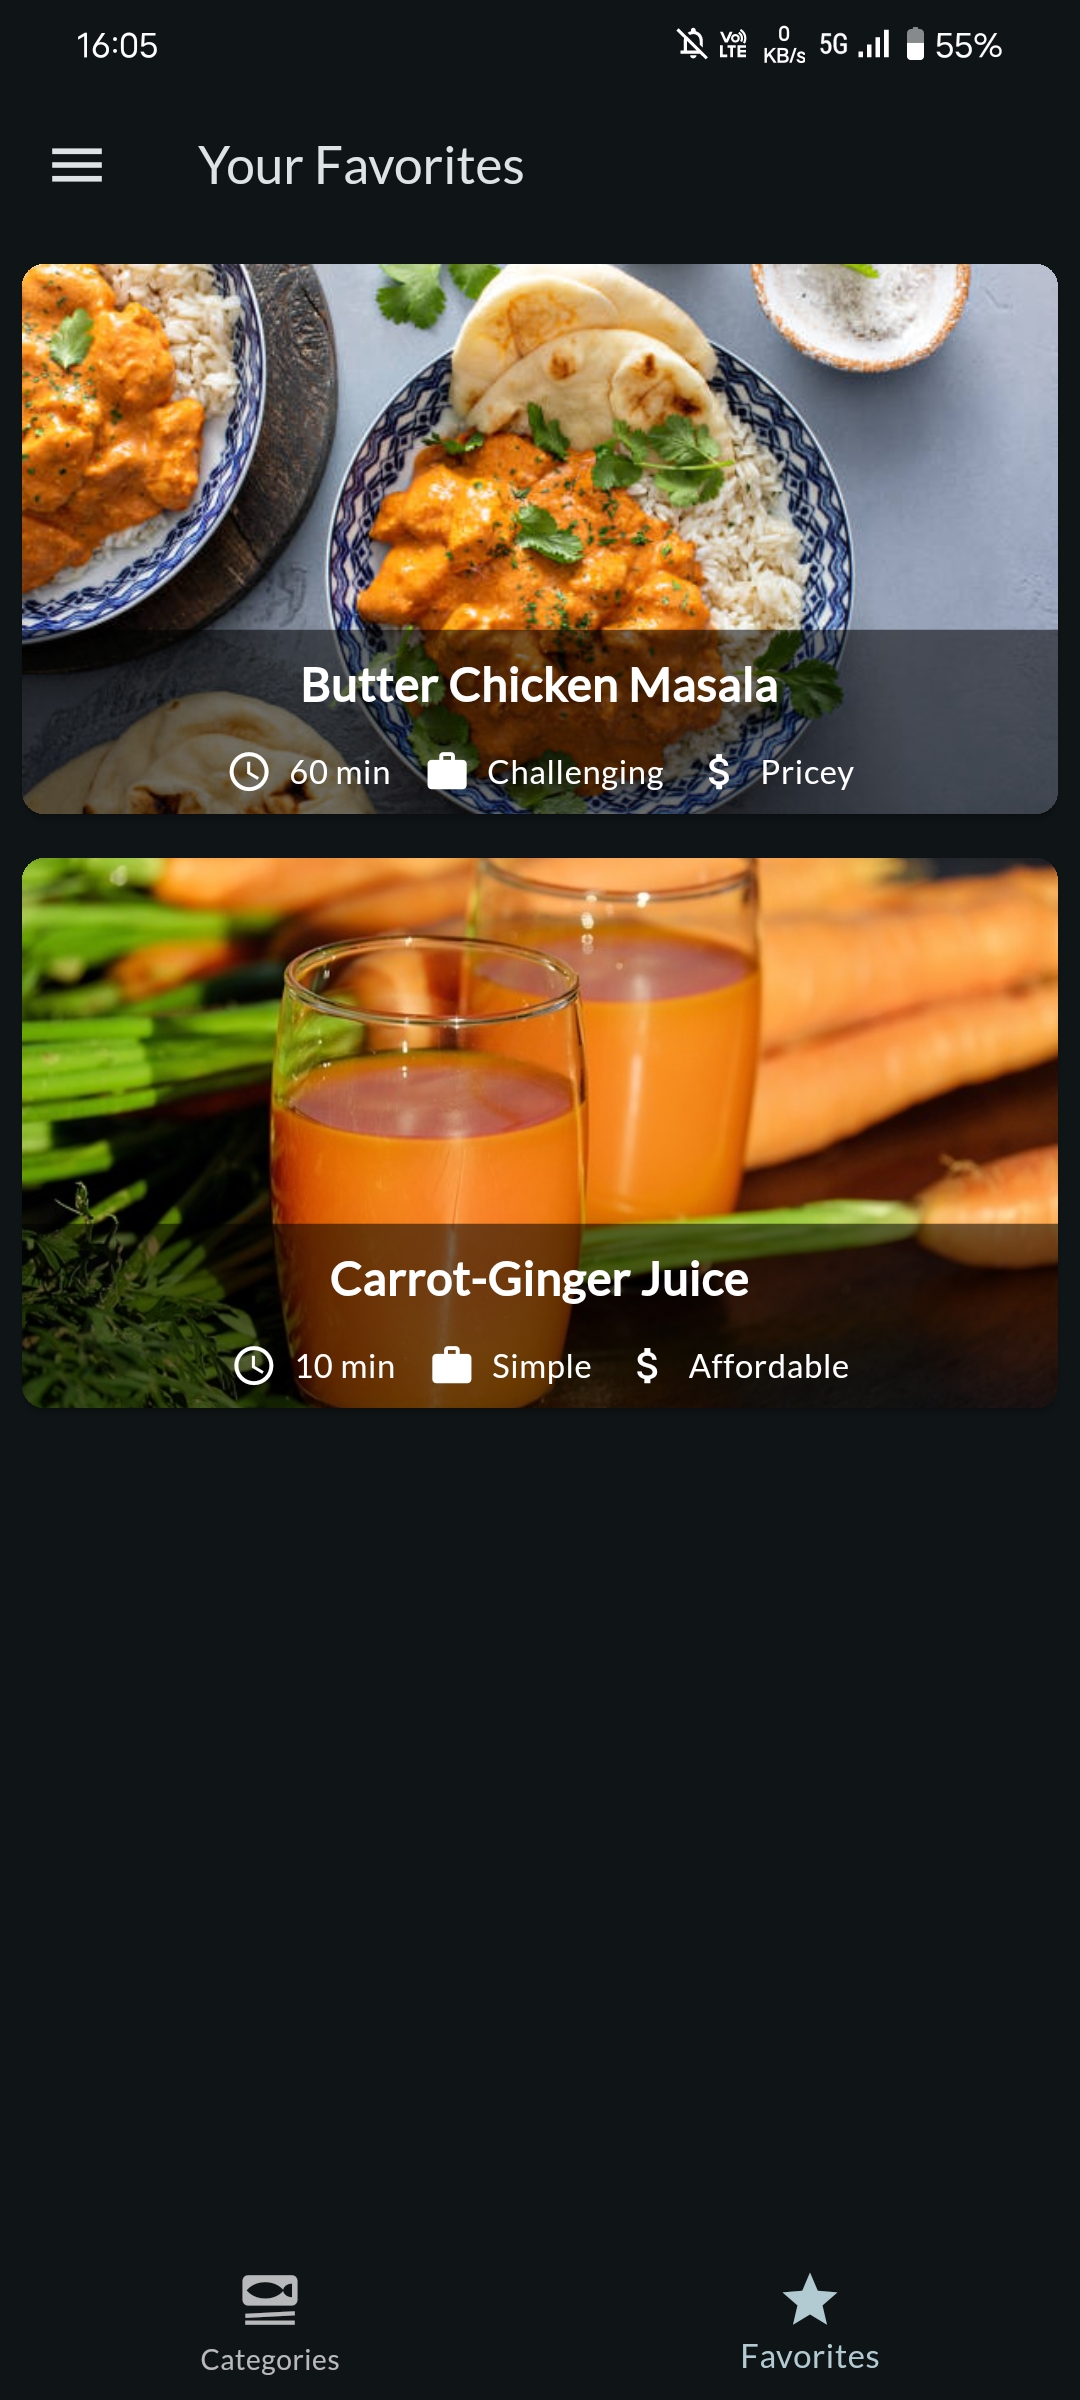 16:05
Vo)) LTE
0 KB/s
5G
55%
Your Favorites
Butter Chicken Masala
60 min Challenging $ Pricey
Carrot-Ginger Juice
10 min Simple $ Affordable
Categories
Favorites